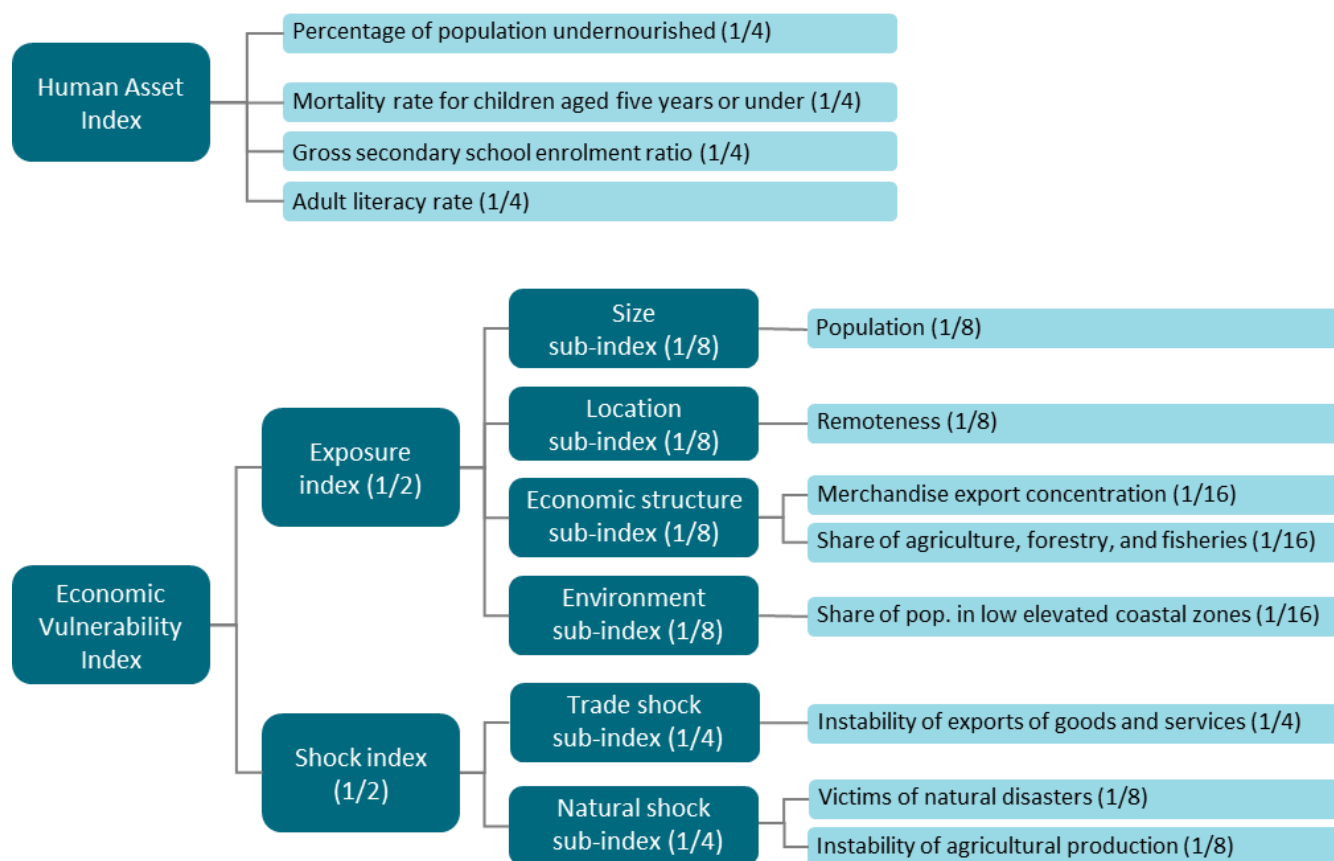 Human Asset
Index
Percentage of population undernourished (1/4)
Mortality rate for children aged five years or under (1/4)
Gross secondary school enrolment ratio (1/4)
Adult literacy rate (1/4)
Economic
Vulnerability
Index
Exposure
index (1/2)
Size
sub-index (1/8)
Population (1/8)
Location
sub-index (1/8)
Remoteness (1/8)
Economic structure
sub-index (1/8)
Merchandise export concentration (1/16)
Share of agriculture, forestry, and fisheries (1/16)
Environment
sub-index (1/8)
Share of pop. in low elevated coastal zones (1/16)
Shock index
(1/2)
Trade shock
sub-index (1/4)
Instability of exports of goods and services (1/4)
Natural shock
sub-index (1/4)
Victims of natural disasters (1/8)
Instability of agricultural production (1/8)